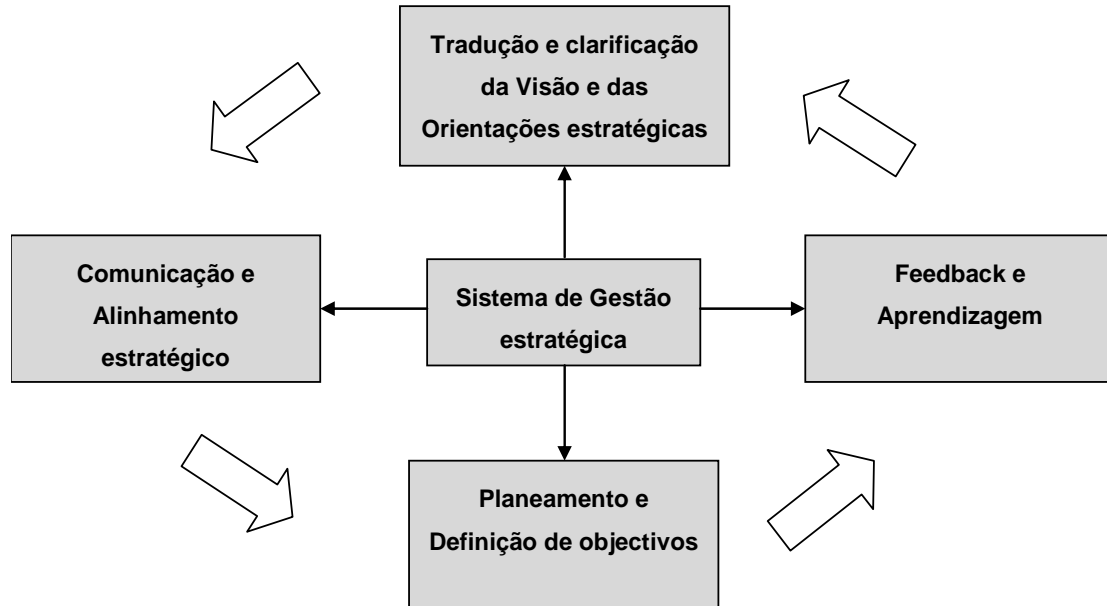 Tradução e clarificação
da Visão e das
Orientações estratégicas
Comunicação e
Alinhamento
estratégico
Sistema de Gestão
estratégica
Feedback e
Aprendizagem
Planeamento e
Definição de objectivos